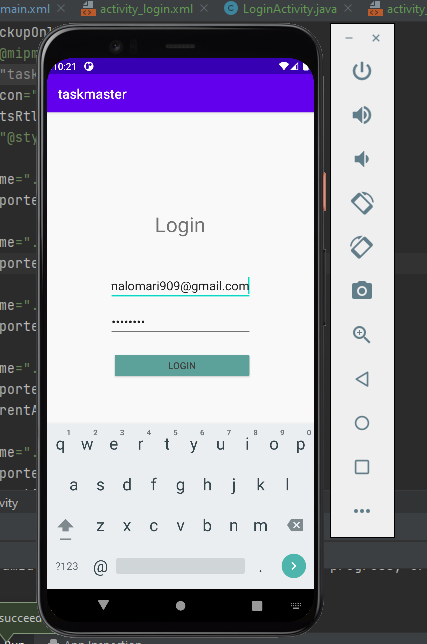 main.xml
activity_login.xml
LoginActivity.java
activity_
ckupOnl
@mipm
"task
con="
tsRtl
"@sty
me=".
porte
me=".
porte
me=".
porte
me=".
porte
rentA
me=".
porte
10:21
taskmaster
Login
nalomari909@gmail.com
••••••••
LOGIN
1 2 3 4 5 6 7 8 9 0
q w e r t y u i o p
a s d f g h j k l
z x c v b n m
?123 @ .
vity
succeed
Run
App Inspection